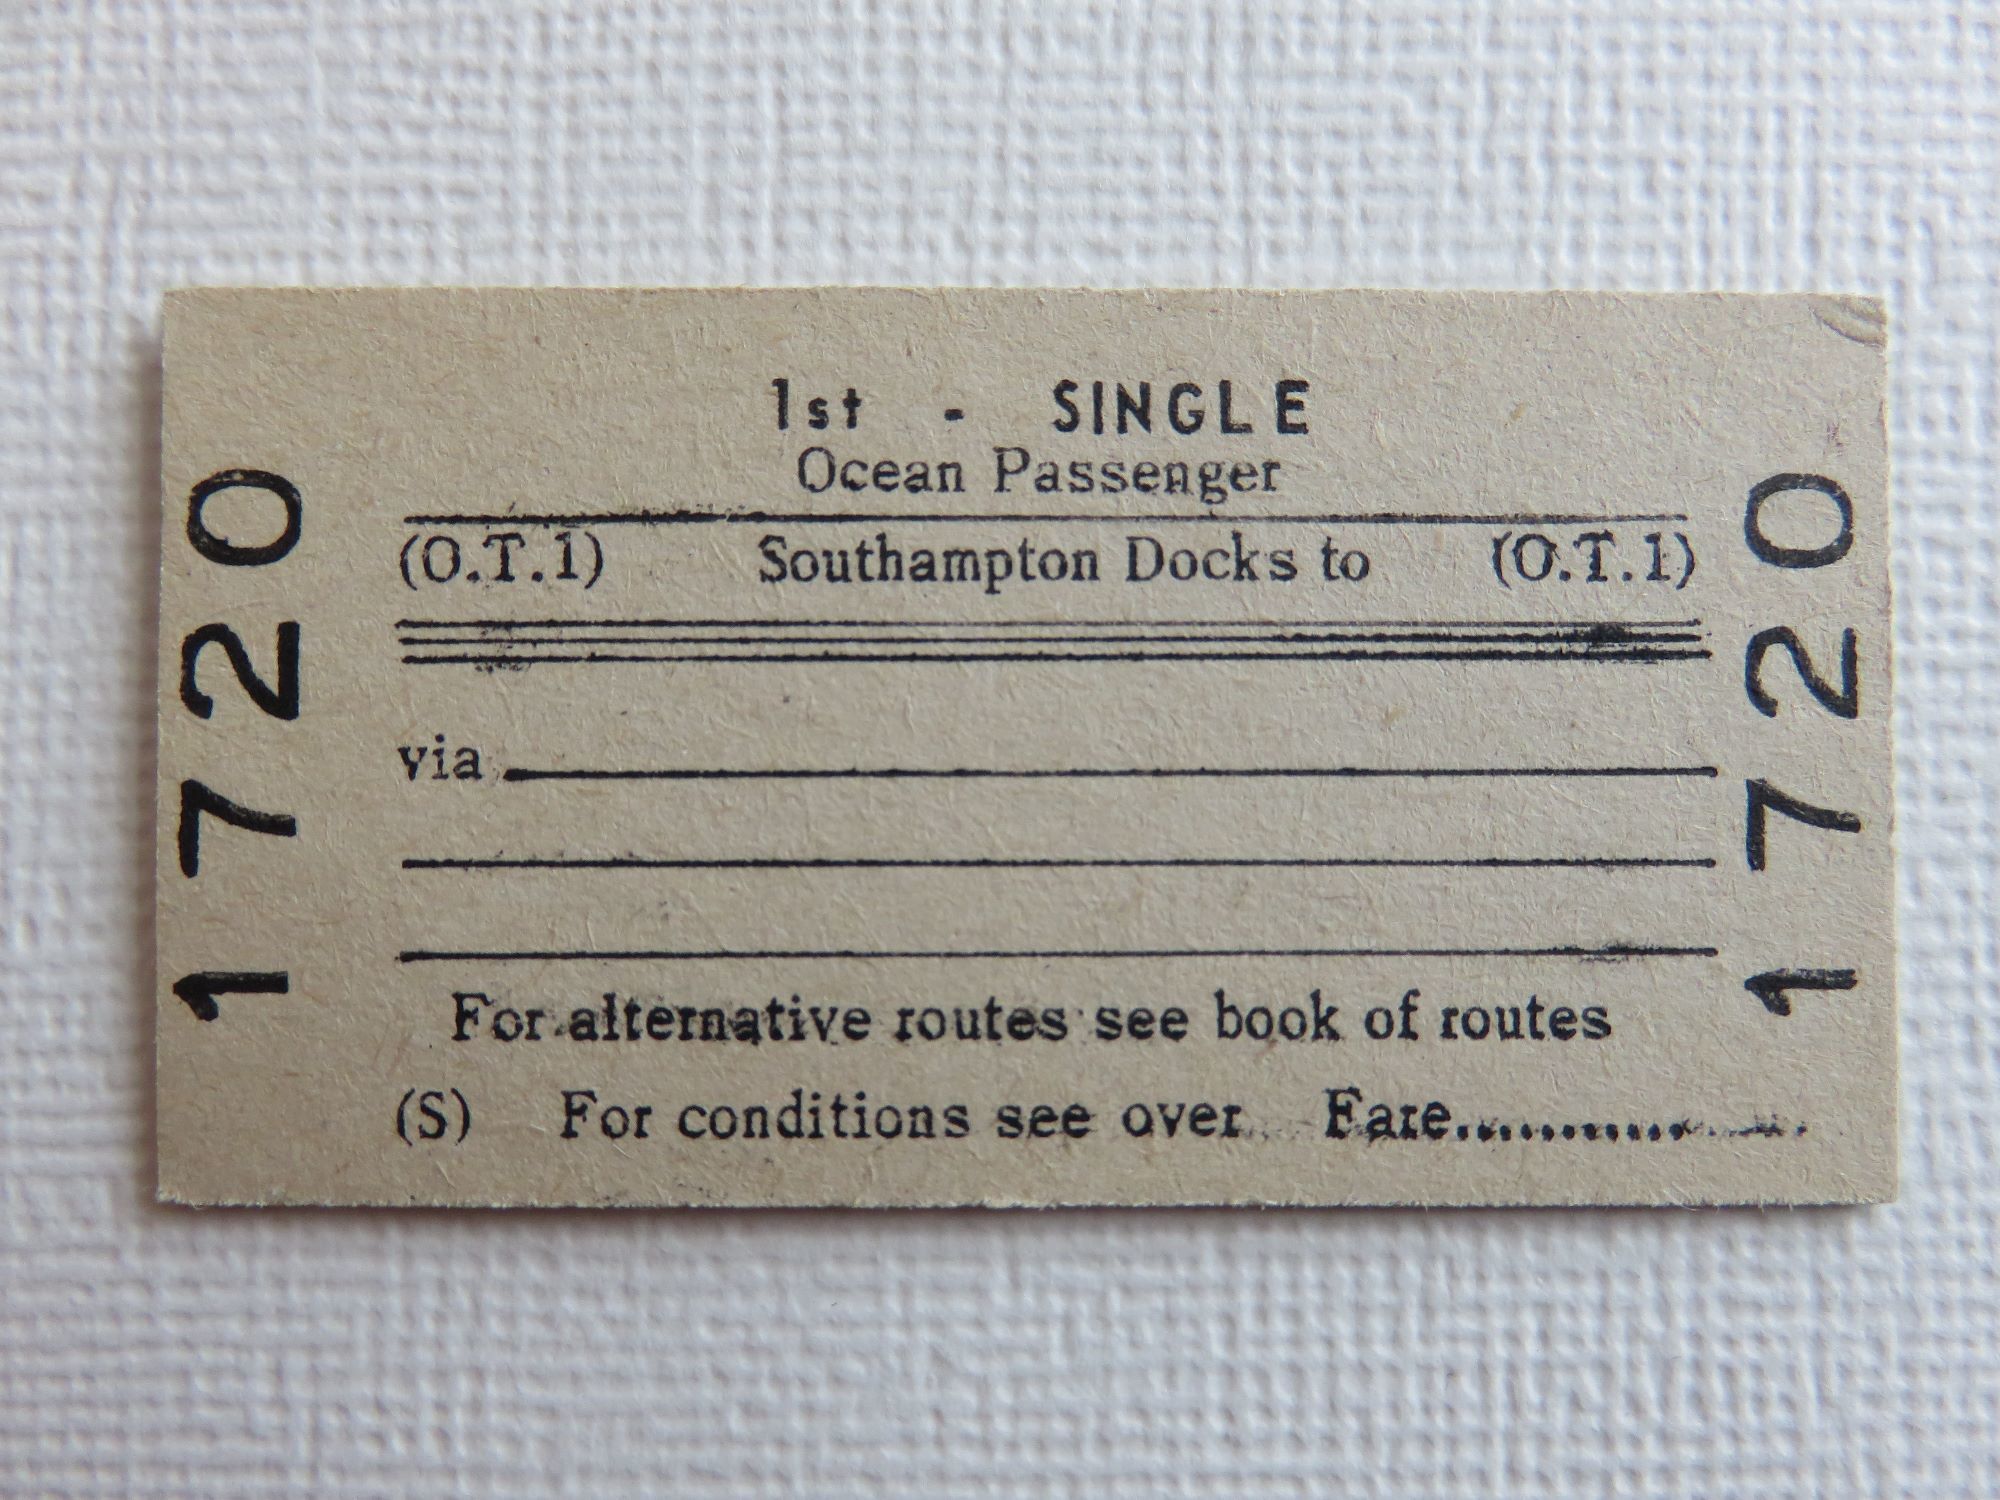 1st - SINGLE
Ocean Passenger
(O.T.1) Southampton Docks to (O.T.1)
via
For alternative routes see book of routes
(S) For conditions see over Fare............
1720
1720